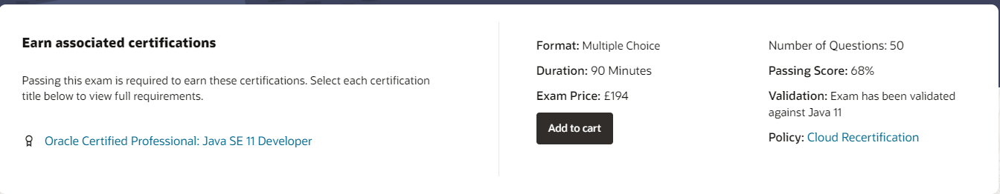 Earn associated certifications
Passing this exam is required to earn these certifications. Select each certification
title below to view full requirements.
Oracle Certified Professional: Java SE 11 Developer
Format: Multiple Choice
Duration: 90 Minutes
Exam Price: £194
Add to cart
Number of Questions: 50
Passing Score: 68%
Validation: Exam has been validated
against Java 11
Policy: Cloud Recertification